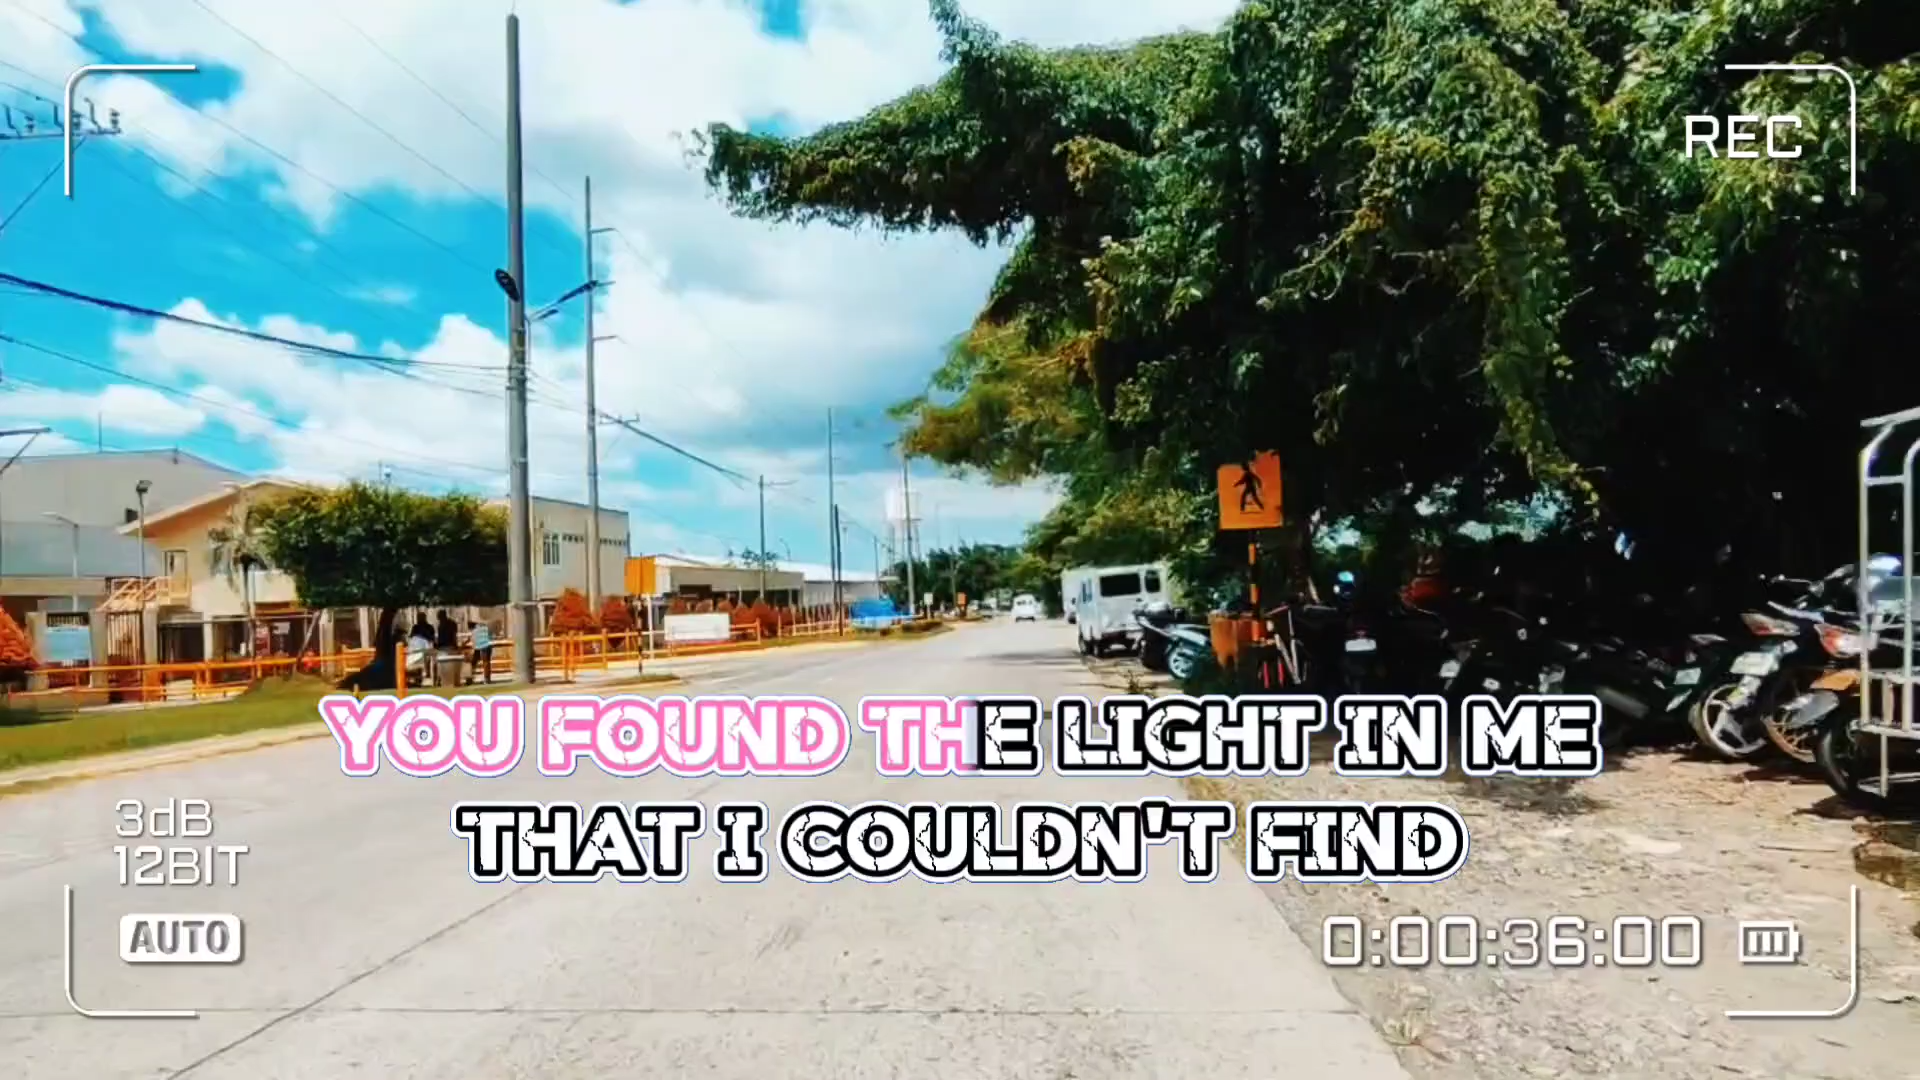 REC
YOU FOUND THE LIGHT IN ME
THAT I COULDN'T FIND
3dB
12BIT
AUTO
0:00:36:00